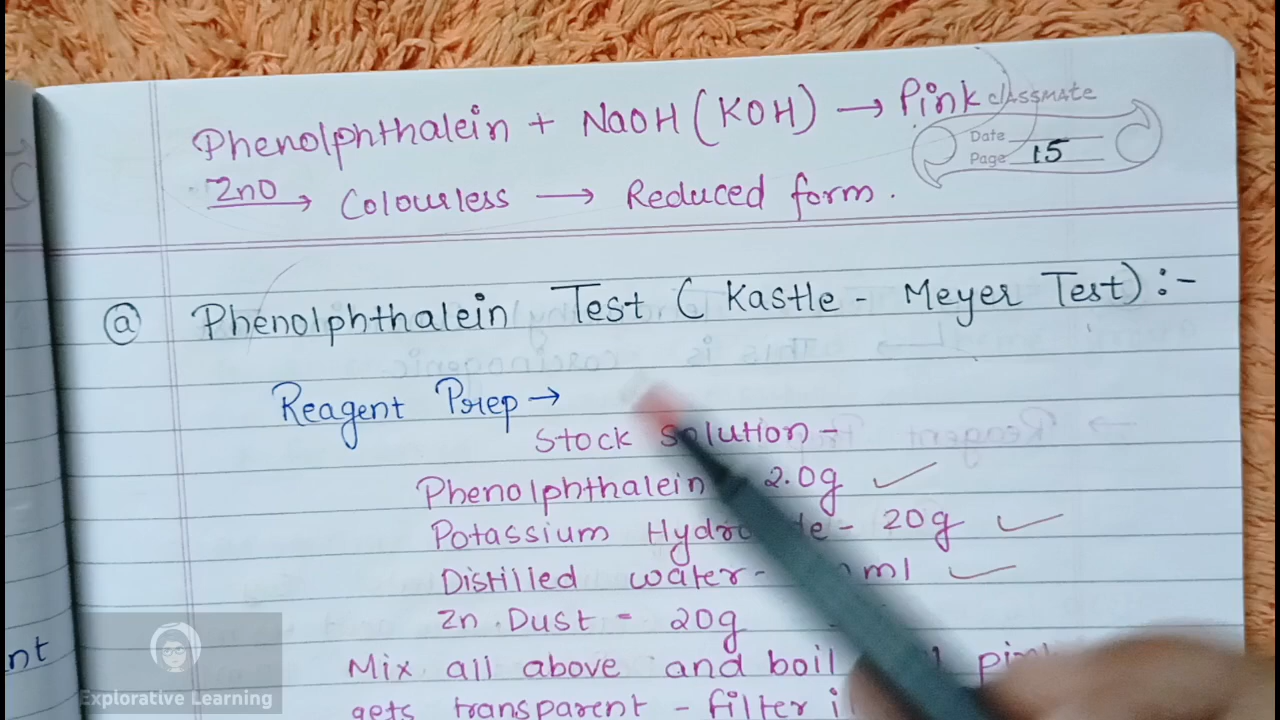 Phenolphthalein + NaOH (KOH) → Pink
classmate
Date
Page 15
ZnO → Colourless → Reduced form.
ⓐ Phenolphthalein Test (Kastle - Meyer Test) :-
Reagent Prep →
Stock Solution -
Phenolphthalein 2.0g ✓
Potassium - 20g ✓
Distilled water - ml ✓
Zn Dust - 20g
Mix all above and boil
gets transparent - filter
nt
Explorative Learning